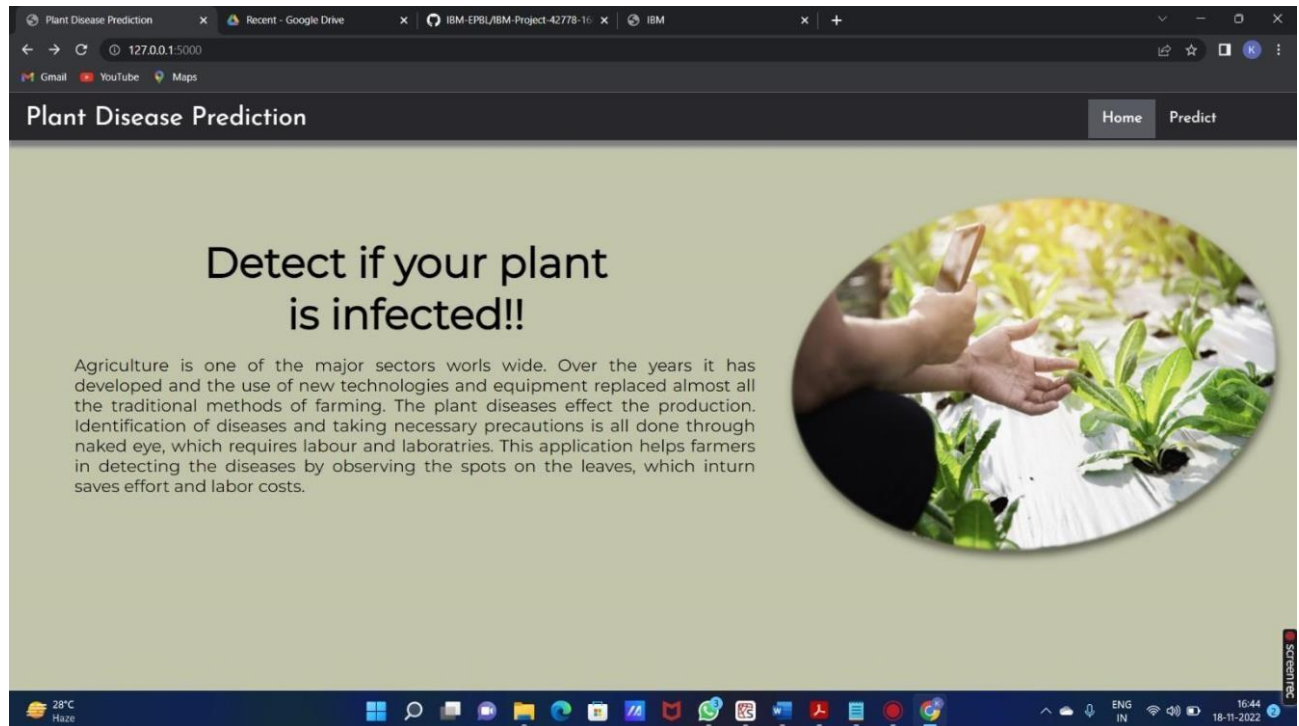 Plant Disease Prediction
Recent - Google Drive
IBM-EPBL/IBM-Project-42778-16
IBM
127.0.0.1:5000
K
Gmail
YouTube
Maps
Plant Disease Prediction
Home
Predict
Detect if your plant
is infected!!
Agriculture is one of the major sectors worls wide. Over the years it has
developed and the use of new technologies and equipment replaced almost all
the traditional methods of farming. The plant diseases effect the production.
Identification of diseases and taking necessary precautions is all done through
naked eye, which requires labour and laboratries. This application helps farmers
in detecting the diseases by observing the spots on the leaves, which inturn
saves effort and labor costs.
screenrec
28°C
Haze
ENG
IN
16:44
18-11-2022
2